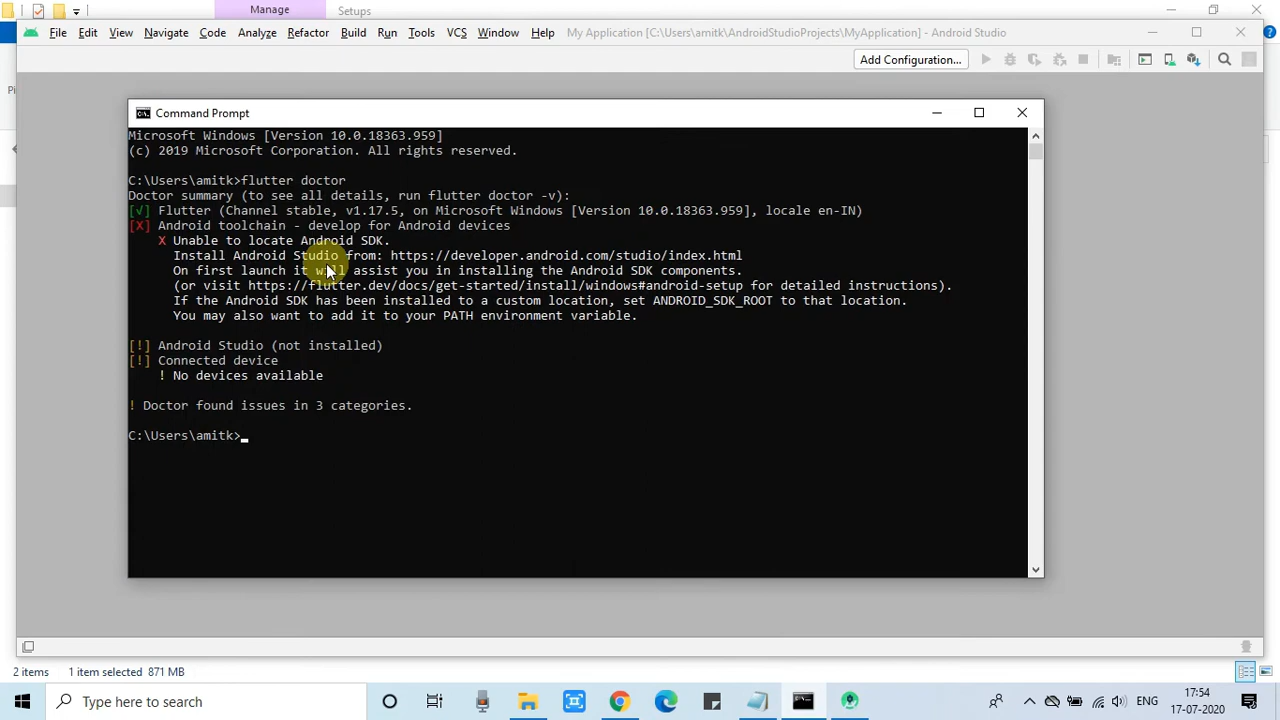 Manage
Setups
File Edit View Navigate Code Analyze Refactor Build Run Tools VCS Window Help My Application [C:\Users\amitk\AndroidStudioProjects\MyApplication] - Android Studio
Add Configuration...
Command Prompt
Microsoft Windows [Version 10.0.18363.959]
(c) 2019 Microsoft Corporation. All rights reserved.
C:\Users\amitk>flutter doctor
Doctor summary (to see all details, run flutter doctor -v):
[√] Flutter (Channel stable, v1.17.5, on Microsoft Windows [Version 10.0.18363.959], locale en-IN)
[X] Android toolchain - develop for Android devices
X Unable to locate Android SDK.
Install Android Studio from: https://developer.android.com/studio/index.html
On first launch it will assist you in installing the Android SDK components.
(or visit https://flutter.dev/docs/get-started/install/windows#android-setup for detailed instructions).
If the Android SDK has been installed to a custom location, set ANDROID_SDK_ROOT to that location.
You may also want to add it to your PATH environment variable.
[!] Android Studio (not installed)
[!] Connected device
! No devices available
! Doctor found issues in 3 categories.
C:\Users\amitk>
2 items 1 item selected 871 MB
Type here to search
ENG
17:54
17-07-2020